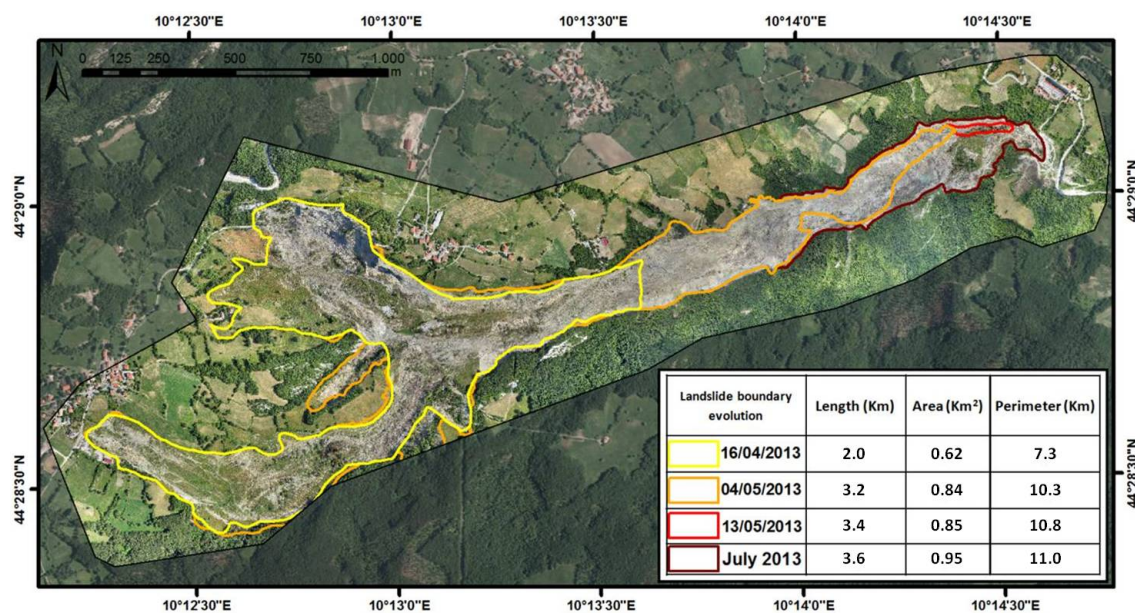 10°12'30"E 10°13'0"E 10°13'30"E 10°14'0"E 10°14'30"E
N
0 125 250 500 750 1.000
m
44°29'0"N 44°29'0"N
Landslide boundary evolution Length (Km) Area (Km²) Perimeter (Km)
16/04/2013 2.0 0.62 7.3
04/05/2013 3.2 0.84 10.3
13/05/2013 3.4 0.85 10.8
July 2013 3.6 0.95 11.0
44°28'30"N 44°28'30"N
10°12'30"E 10°13'0"E 10°13'30"E 10°14'0"E 10°14'30"E